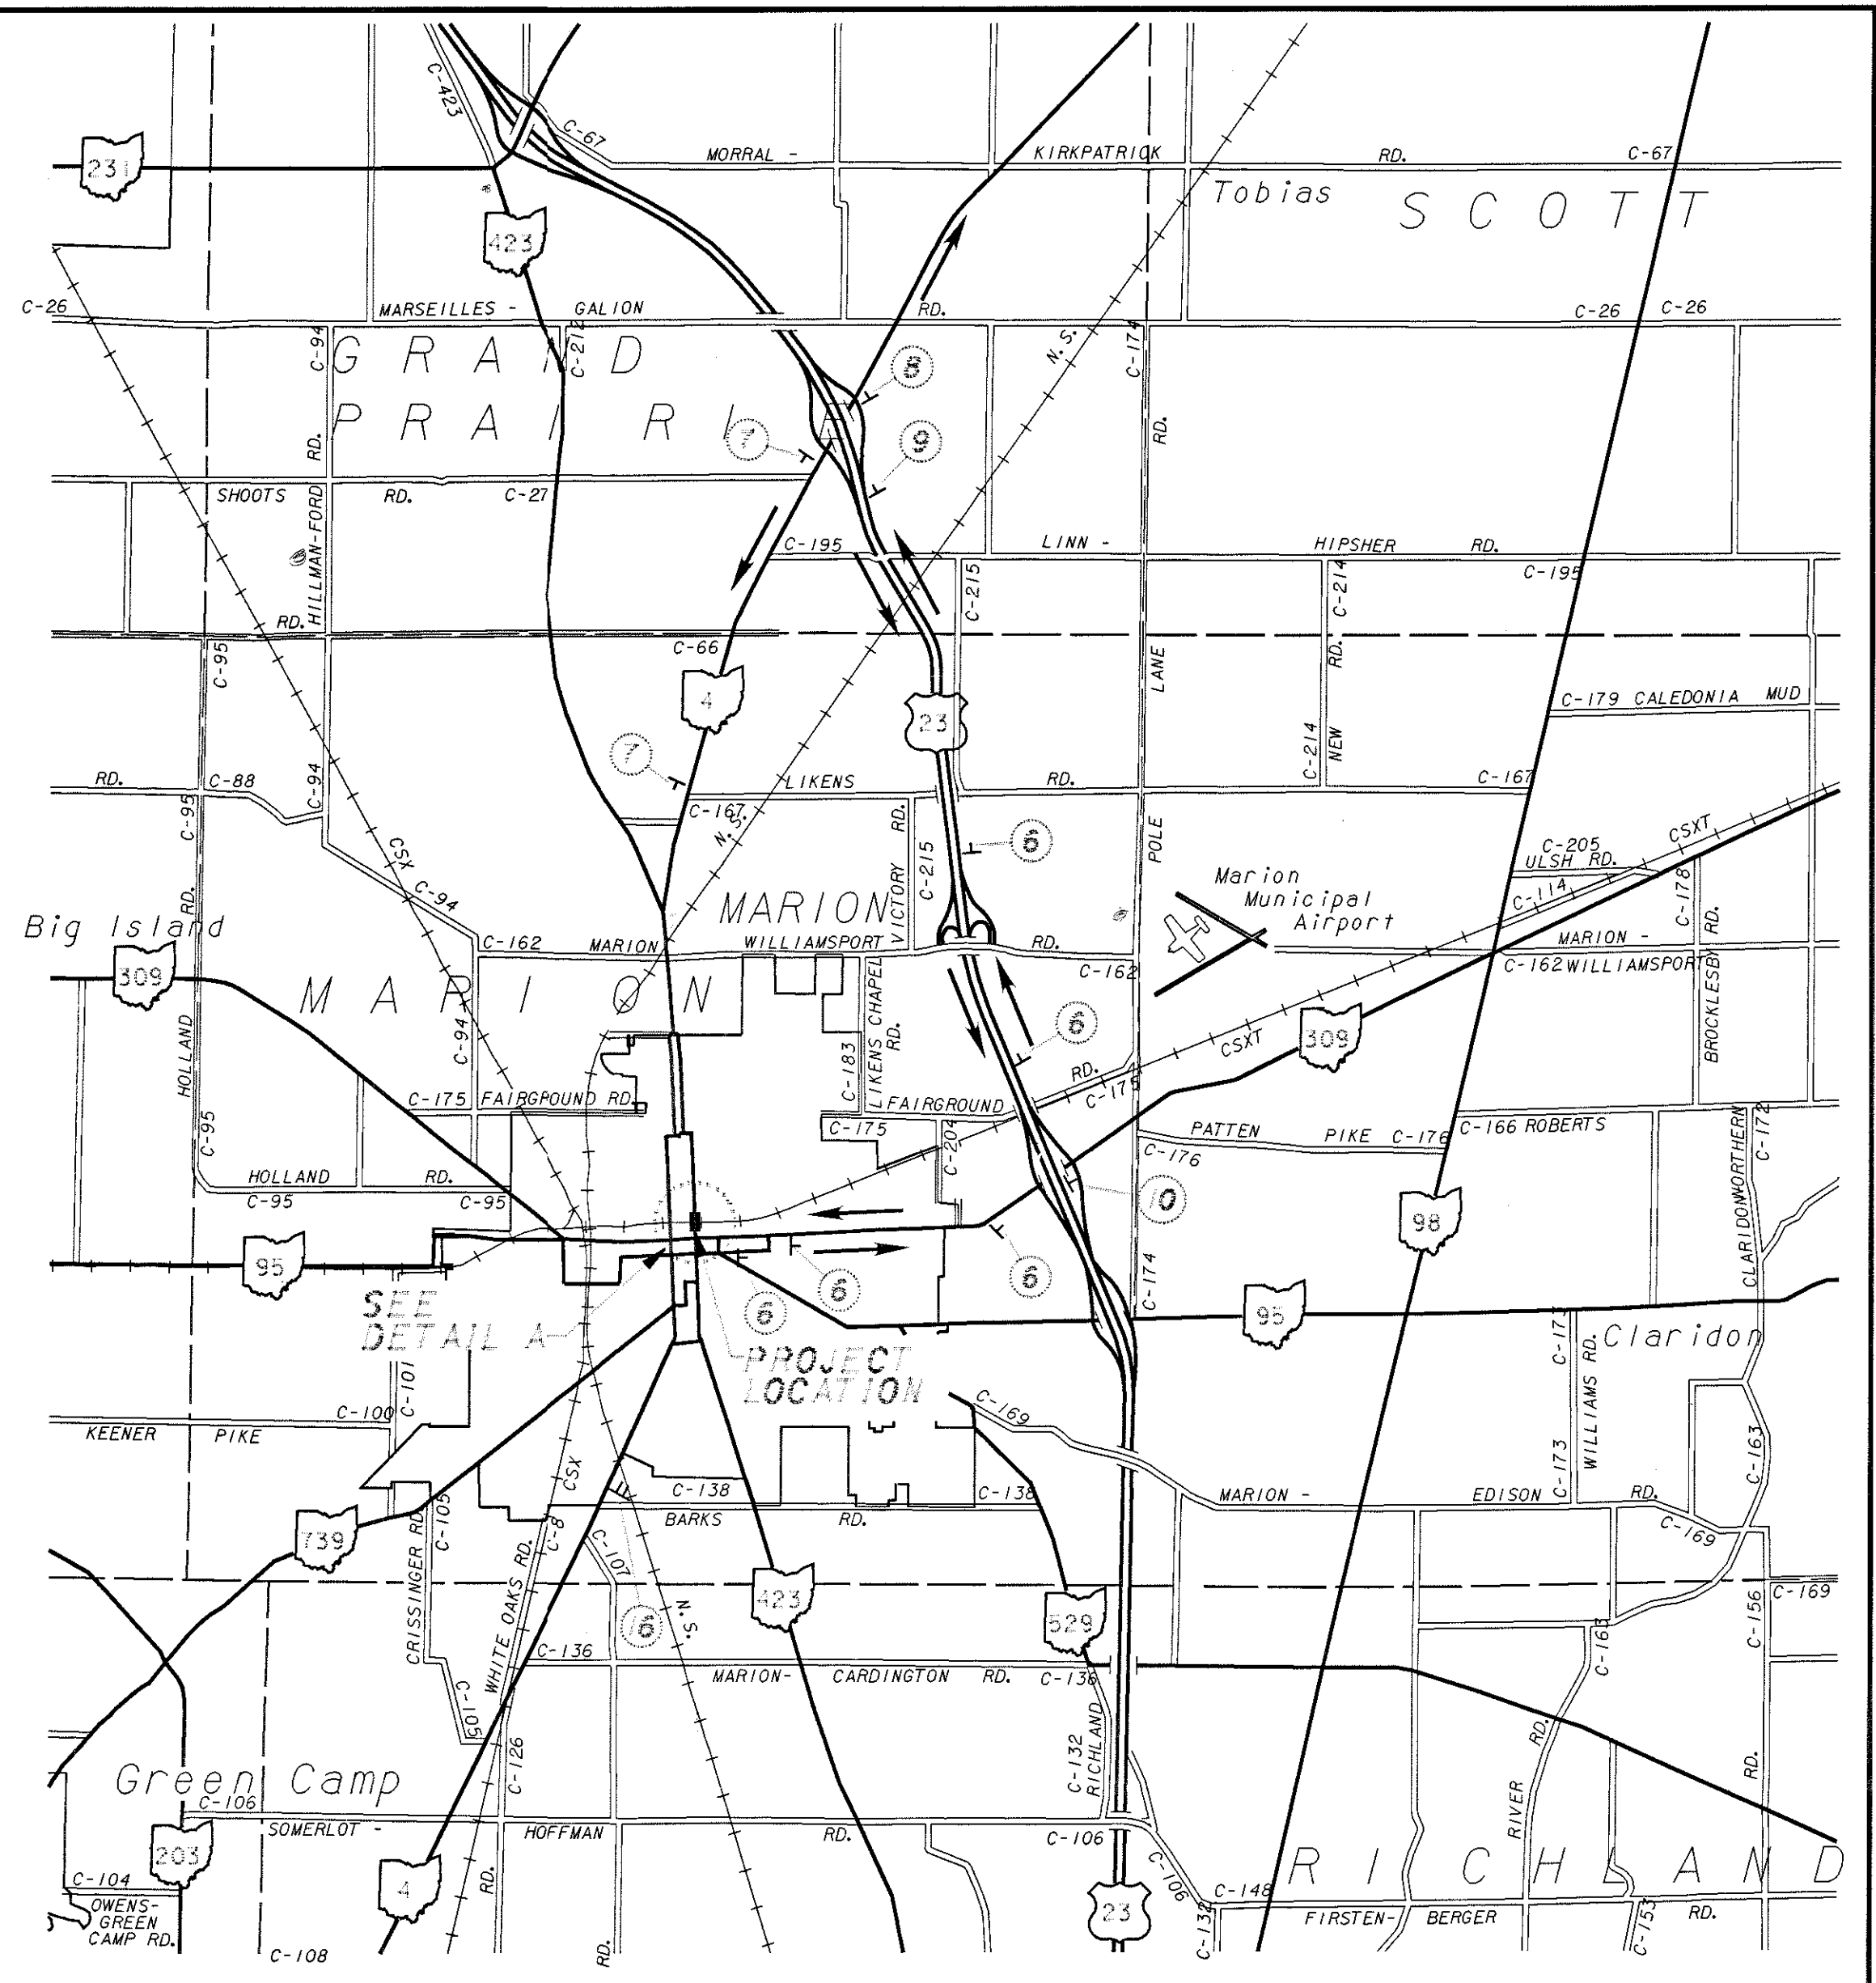 C-423
C-67
MORRAL -
KIRKPATRICK
RD.
C-67
231
Tobias
SCOTT
423
C-26
MARSEILLES -
GALION
RD.
C-26
C-26
C-94
GRAND
C-212
N.S.
C-174
8
PRAIRIE
7
9
RD.
RD.
SHOOTS
RD.
C-27
HILLMAN-FORD
C-195
LINN -
HIPSHER
RD.
C-195
C-215
C-214
RD.
C-95
C-66
RD.
LANE
4
23
C-179 CALEDONIA MUD
7
C-214
NEW
RD.
C-88
C-94
LIKENS
RD.
C-167
C-95
C-167
N.S.
RD.
CSX
VICTORY
C-215
6
POLE
C-205
CSXT
ULSH RD.
Marion
Municipal
Airport
C-94
C-114
C-178
RD.
MARION
Big Island
RD.
C-162
MARION
WILLIAMSPORT
RD.
MARION -
309
C-162
C-162 WILLIAMSPORT
MARION
6
HOLLAND
C-94
C-183
LIKENS CHAPEL
RD.
CSXT
309
BROCKLESBY
RD.
C-175
C-175
FAIRGROUND RD.
FAIRGROUND
C-175
C-204
PATTEN
PIKE
C-176
C-166 ROBERTS
C-176
C-95
HOLLAND
RD.
C-95
C-95
NORTHERN
C-172
10
98
CLARIDON
95
6
6
6
C-174
SEE
DETAIL A
95
C-173
Claridon
PROJECT
LOCATION
WILLIAMS RD.
C-101
C-100
KEENER
PIKE
C-169
C-163
CSX
C-173
C-138
C-138
MARION -
EDISON
RD.
BARKS
RD.
C-169
C-105
739
C-8
C-107
CRISSINGER RD.
WHITE OAKS RD.
423
C-169
16
N.S.
529
C-156
C-136
C-163
MARION-
CARDINGTON
RD.
C-136
C-105
C-126
C-132
RICHLAND
RD.
RD.
Green Camp
C-106
SOMERLOT -
HOFFMAN
RD.
C-106
RIVER
203
4
RD.
C-106
RICHLAND
C-104
OWENS-
GREEN
CAMP RD.
23
C-148
C-132
FIRSTEN-
BERGER
C-153
RD.
C-108
RD.